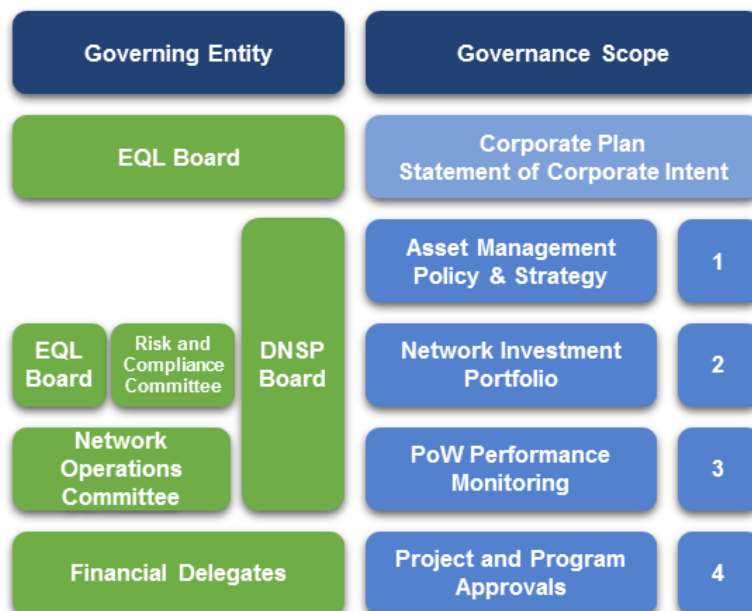 Governing Entity
Governance Scope
EQL Board
Corporate Plan
Statement of Corporate Intent
Asset Management
Policy & Strategy
1
EQL
Board
Risk and
Compliance
Committee
DNSP
Board
Network Investment
Portfolio
2
Network
Operations
Committee
PoW Performance
Monitoring
3
Financial Delegates
Project and Program
Approvals
4